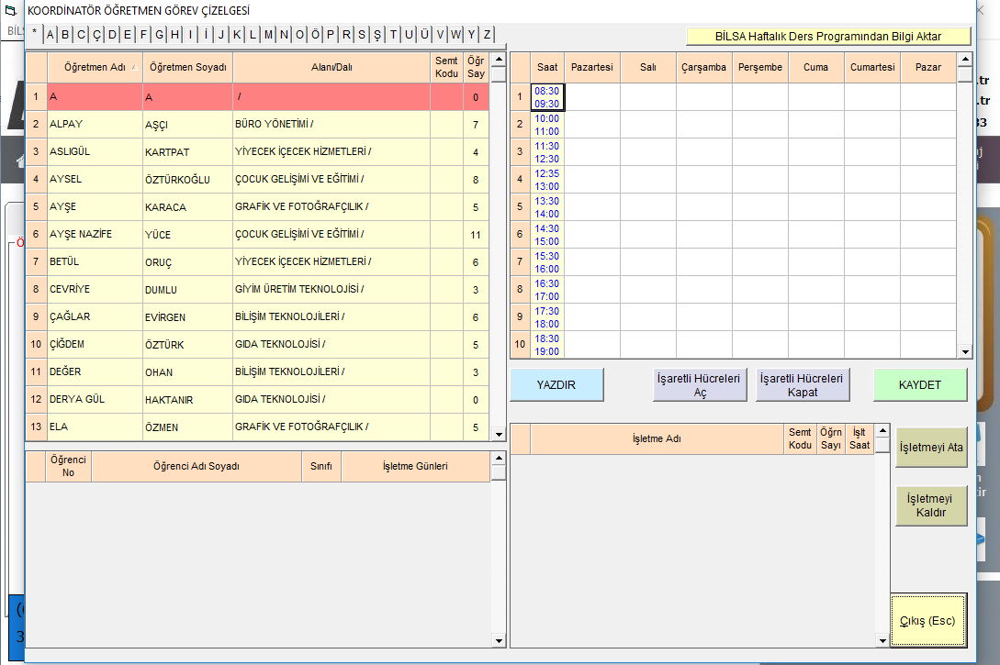 KOORDİNATÖR ÖĞRETMEN GÖREV ÇİZELGESİ
BİLS
* A B C Ç D E F G H I İ J K L M N O Ö P R S Ş T U Ü V W Y Z
BİLSA Haftalık Ders Programından Bilgi Aktar
Öğretmen Adı Öğretmen Soyadı Alanı/Dalı Semt Kodu Öğr Say
1 A A / 0
2 ALPAY AŞÇI BÜRO YÖNETİMİ / 7
3 ASLIGÜL KARTPAT YİYECEK İÇECEK HİZMETLERİ / 4
4 AYSEL ÖZTÜRKOĞLU ÇOCUK GELİŞİMİ VE EĞİTİMİ / 8
5 AYŞE KARACA GRAFİK VE FOTOĞRAFÇILIK / 5
6 AYŞE NAZİFE YÜCE ÇOCUK GELİŞİMİ VE EĞİTİMİ / 11
7 BETÜL ORUÇ YİYECEK İÇECEK HİZMETLERİ / 6
8 CEVRİYE DUMLU GİYİM ÜRETİM TEKNOLOJİSİ / 3
9 ÇAĞLAR EVİRGEN BİLİŞİM TEKNOLOJİLERİ / 6
10 ÇİĞDEM ÖZTÜRK GIDA TEKNOLOJİSİ / 5
11 DEĞER OHAN BİLİŞİM TEKNOLOJİLERİ / 3
12 DERYA GÜL HAKTANIR GIDA TEKNOLOJİSİ / 0
13 ELA ÖZMEN GRAFİK VE FOTOĞRAFÇILIK / 5
Saat Pazartesi Salı Çarşamba Perşembe Cuma Cumartesi Pazar
1 08:30
09:30
2 10:00
11:00
3 11:30
12:30
4 12:35
13:00
5 13:30
14:00
6 14:30
15:00
7 15:30
16:00
8 16:30
17:00
9 17:30
18:00
10 18:30
19:00
YAZDIR
İşaretli Hücreleri
Aç
İşaretli Hücreleri
Kapat
KAYDET
Öğrenci No Öğrenci Adı Soyadı Sınıfı İşletme Günleri
İşletme Adı Semt Kodu Öğrn Sayı İşlt Saat
İşletmeyi Ata
İşletmeyi
Kaldır
Çıkış (Esc)
.tr
.tr
33